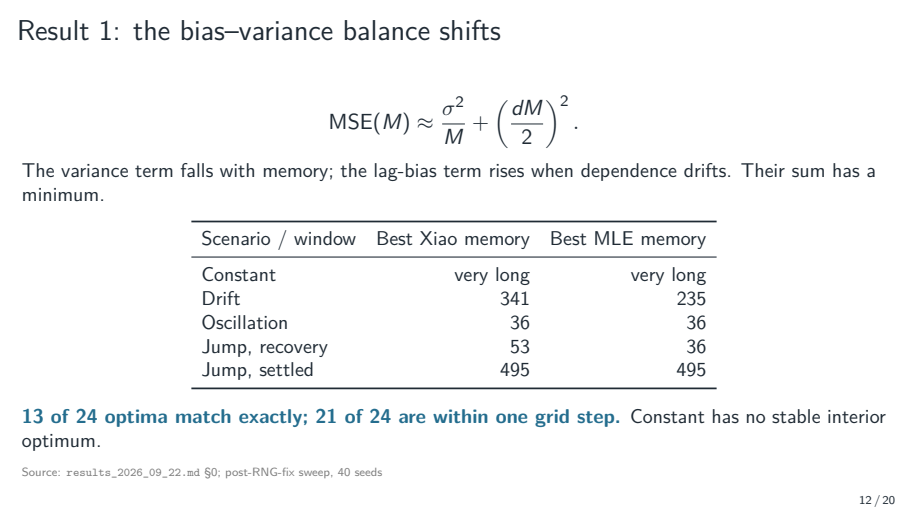 Result 1: the bias–variance balance shifts
MSE(M) ≈ σ²/M + (dM/2)².
The variance term falls with memory; the lag-bias term rises when dependence drifts. Their sum has a
minimum.
Scenario / window Best Xiao memory Best MLE memory
Constant very long very long
Drift 341 235
Oscillation 36 36
Jump, recovery 53 36
Jump, settled 495 495
13 of 24 optima match exactly; 21 of 24 are within one grid step. Constant has no stable interior
optimum.
Source: results_2026_09_22.md §0; post-RNG-fix sweep, 40 seeds
12 / 20